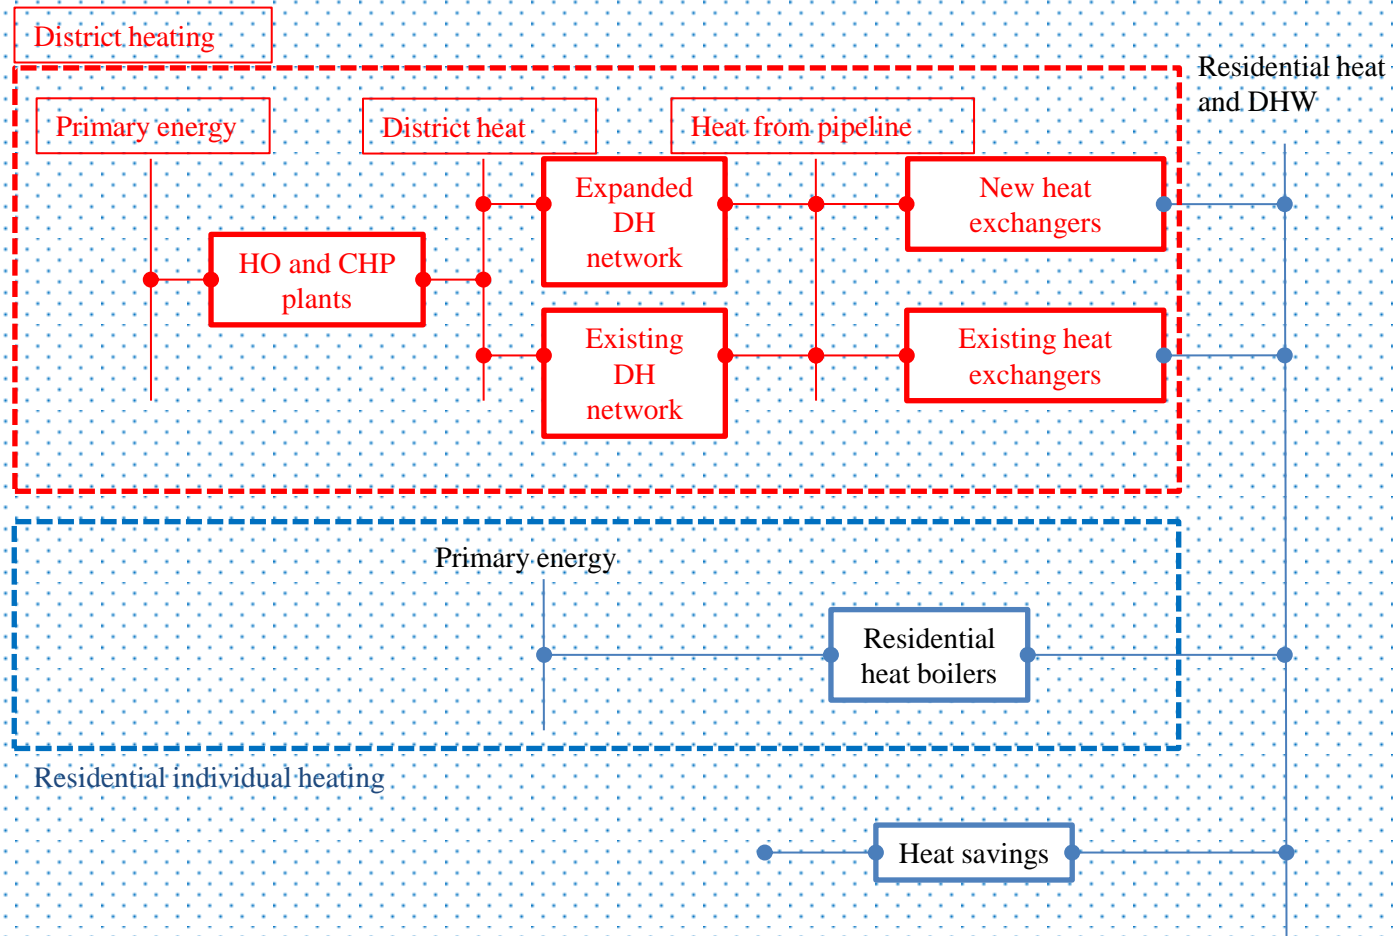 District heating
Residential heat
and DHW
Primary energy
District heat
Heat from pipeline
Expanded
DH
network
New heat
exchangers
HO and CHP
plants
Existing
DH
network
Existing heat
exchangers
Primary energy
Residential
heat boilers
Residential individual heating
Heat savings